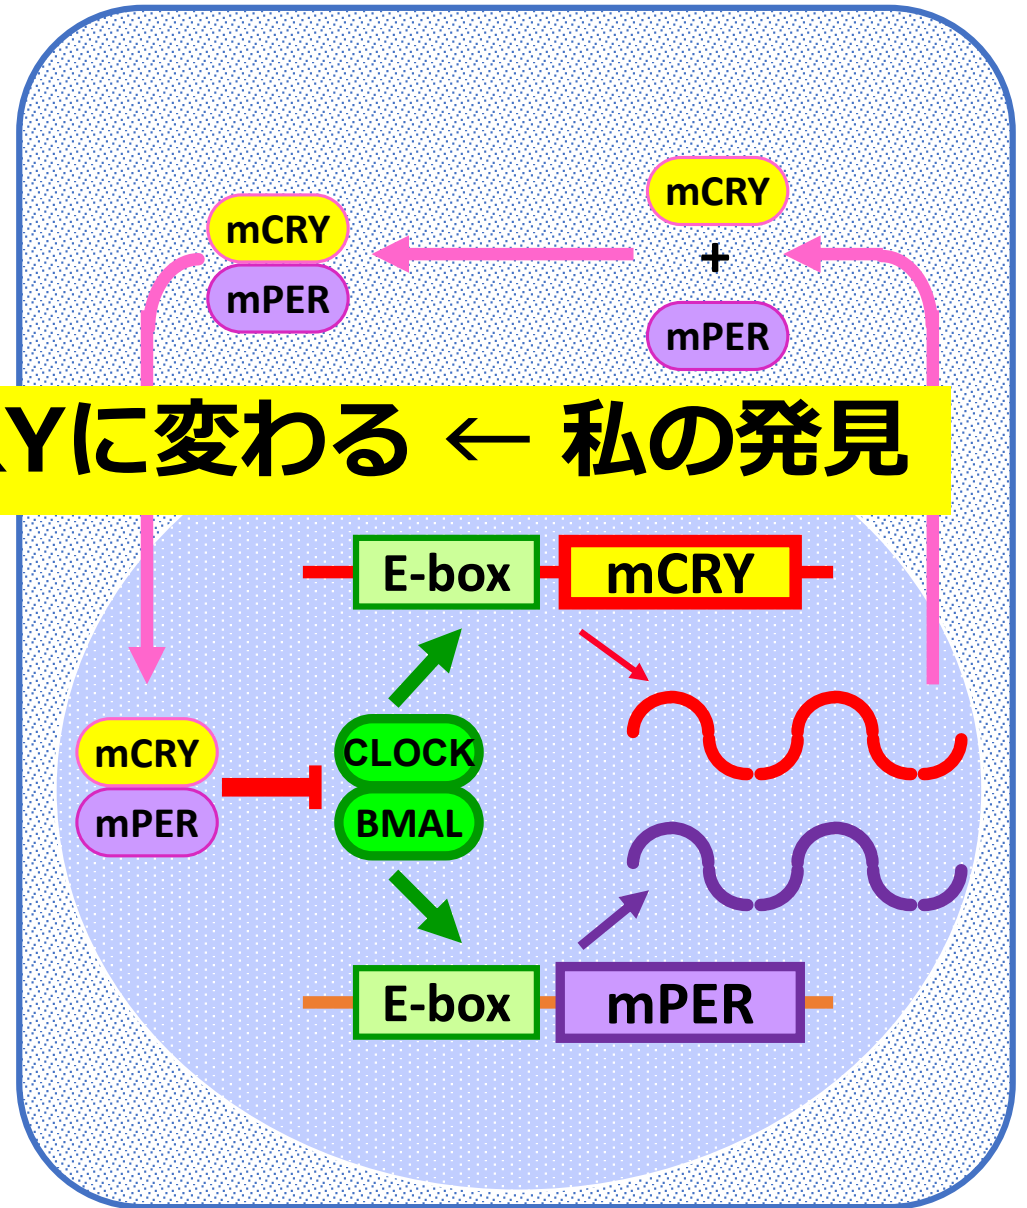 mCRY
mCRY
+
mPER
mPER
Yに変わる ← 私の発見
E-box
mCRY
mCRY
CLOCK
mPER
BMAL
E-box
mPER